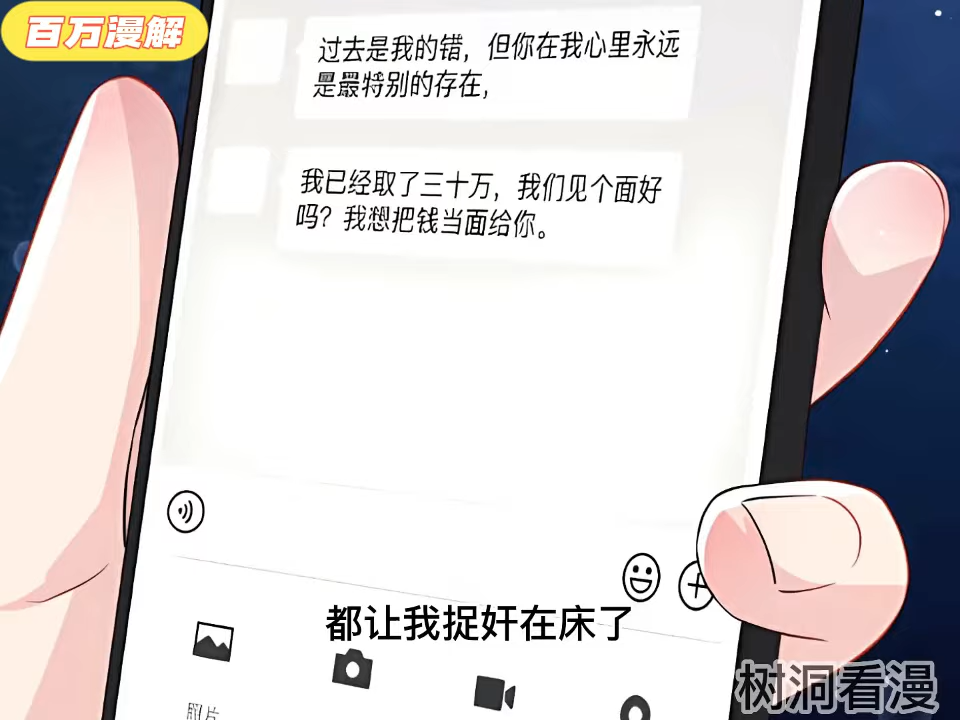 百万漫解
过去是我的错，但你在我心里永远
是最特别的存在，
我已经取了三十万，我们见个面好
吗？我想把钱当面给你。
都让我捉奸在床了
照片
树洞看漫